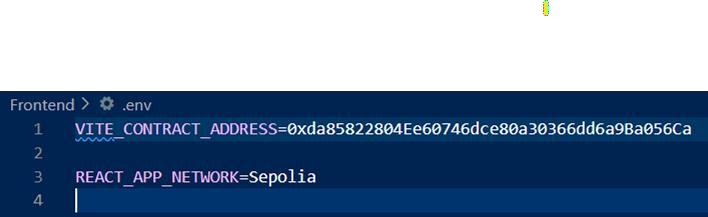 Frontend > .env
1 VITE_CONTRACT_ADDRESS=0xda85822804Ee60746dce80a30366dd6a9Ba056Ca
2
3 REACT_APP_NETWORK=Sepolia
4